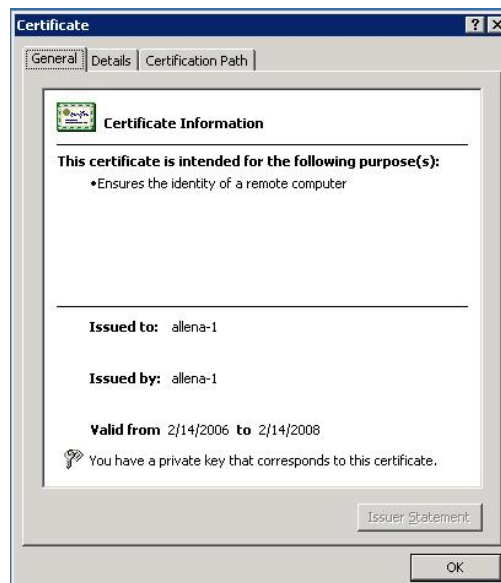 Certificate
General Details Certification Path
Certificate Information
This certificate is intended for the following purpose(s):
•Ensures the identity of a remote computer
Issued to: allena-1
Issued by: allena-1
Valid from 2/14/2006 to 2/14/2008
You have a private key that corresponds to this certificate.
Issuer Statement
OK